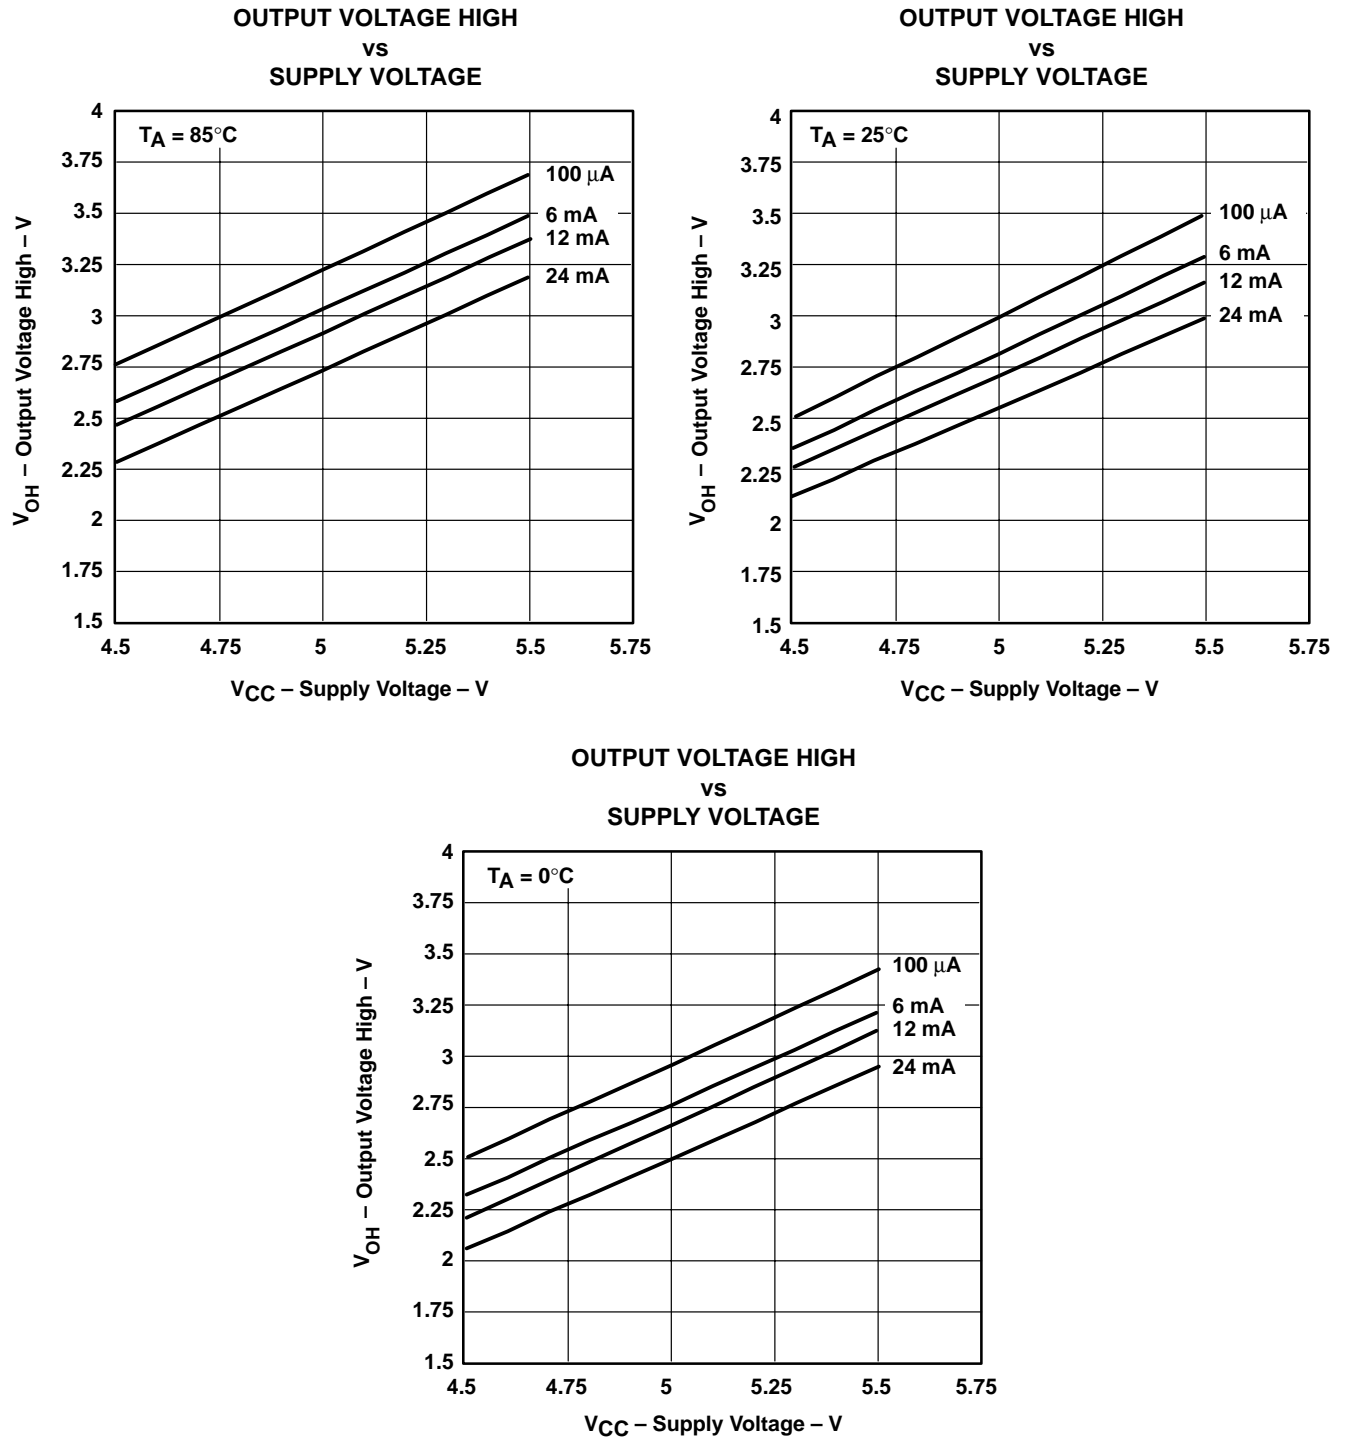 OUTPUT VOLTAGE HIGH
vs
SUPPLY VOLTAGE
TA = 85°C
4
3.75
3.5
3.25
3
2.75
2.5
2.25
2
1.75
1.5
VOH – Output Voltage High – V
100 μA
6 mA
12 mA
24 mA
4.5 4.75 5 5.25 5.5 5.75
VCC – Supply Voltage – V
OUTPUT VOLTAGE HIGH
vs
SUPPLY VOLTAGE
TA = 25°C
4
3.75
3.5
3.25
3
2.75
2.5
2.25
2
1.75
1.5
VOH – Output Voltage High – V
100 μA
6 mA
12 mA
24 mA
4.5 4.75 5 5.25 5.5 5.75
VCC – Supply Voltage – V
OUTPUT VOLTAGE HIGH
vs
SUPPLY VOLTAGE
TA = 0°C
4
3.75
3.5
3.25
3
2.75
2.5
2.25
2
1.75
1.5
VOH – Output Voltage High – V
100 μA
6 mA
12 mA
24 mA
4.5 4.75 5 5.25 5.5 5.75
VCC – Supply Voltage – V